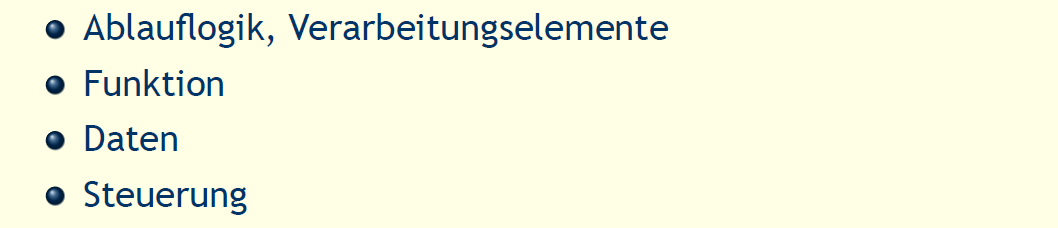 Ablauflogik, Verarbeitungselemente
Funktion
Daten
Steuerung